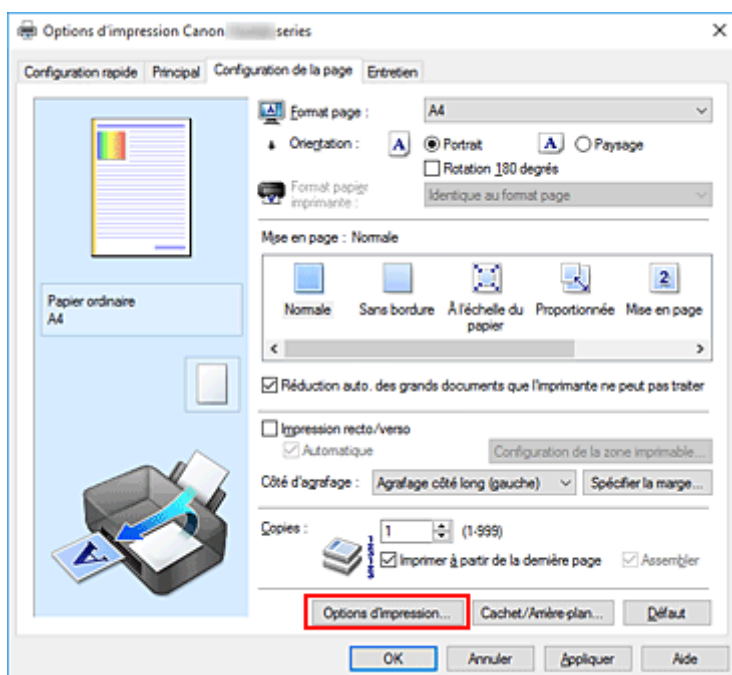 Options d'impression Canon series
Configuration rapide Principal Configuration de la page Entretien
Format page : A4
Orientation : A Portrait A Paysage
Rotation 180 degrés
Format papier imprimante : Identique au format page
Mise en page : Normale
Normale Sans bordure À l'échelle du papier Proportionnée Mise en page
2
Papier ordinaire
A4
Réduction auto. des grands documents que l'imprimante ne peut pas traiter
Impression recto/verso
Automatique Configuration de la zone imprimable...
Côté d'agrafage : Agrafage côté long (gauche) Spécifier la marge...
Copies : 1 (1-999)
Imprimer à partir de la dernière page Assembler
A
Options d'impression... Cachet/Arrière-plan... Défaut
OK Annuler Appliquer Aide